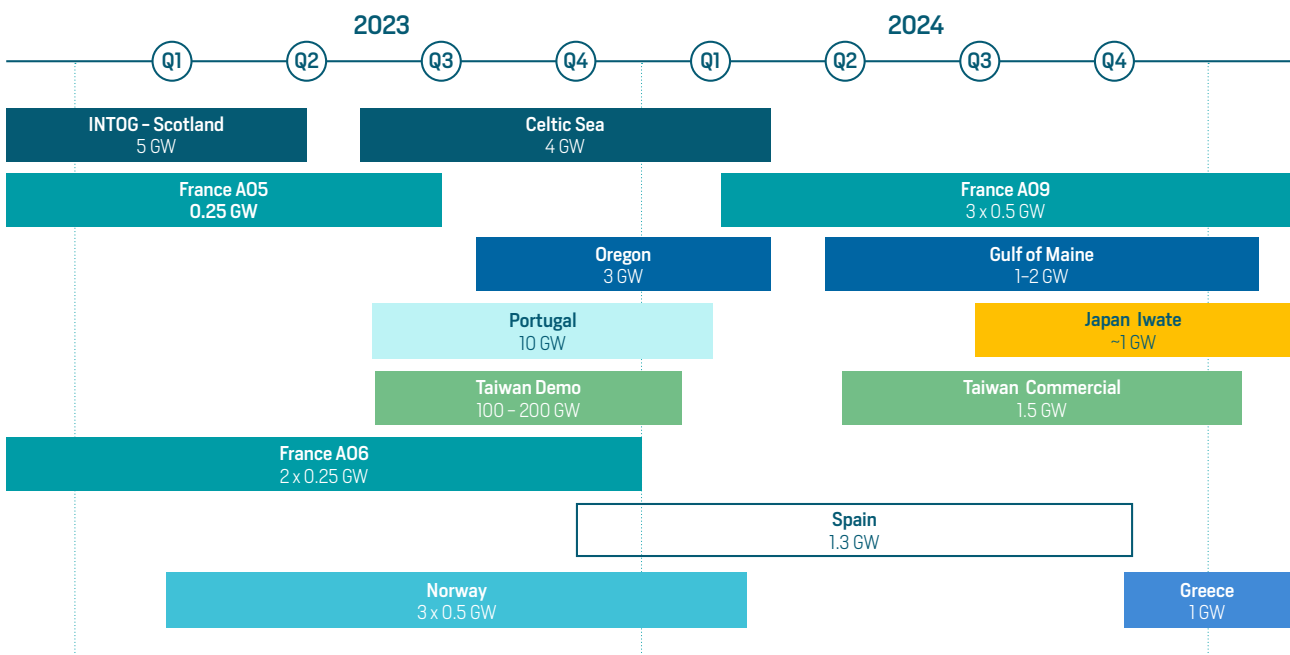 2023
2024
Q1 Q2 Q3 Q4 Q1 Q2 Q3 Q4
INTOG – Scotland
5 GW
Celtic Sea
4 GW
France AO5
0.25 GW
France AO9
3 x 0.5 GW
Oregon
3 GW
Gulf of Maine
1–2 GW
Portugal
10 GW
Japan Iwate
~1 GW
Taiwan Demo
100 – 200 GW
Taiwan Commercial
1.5 GW
France AO6
2 x 0.25 GW
Spain
1.3 GW
Norway
3 x 0.5 GW
Greece
1 GW